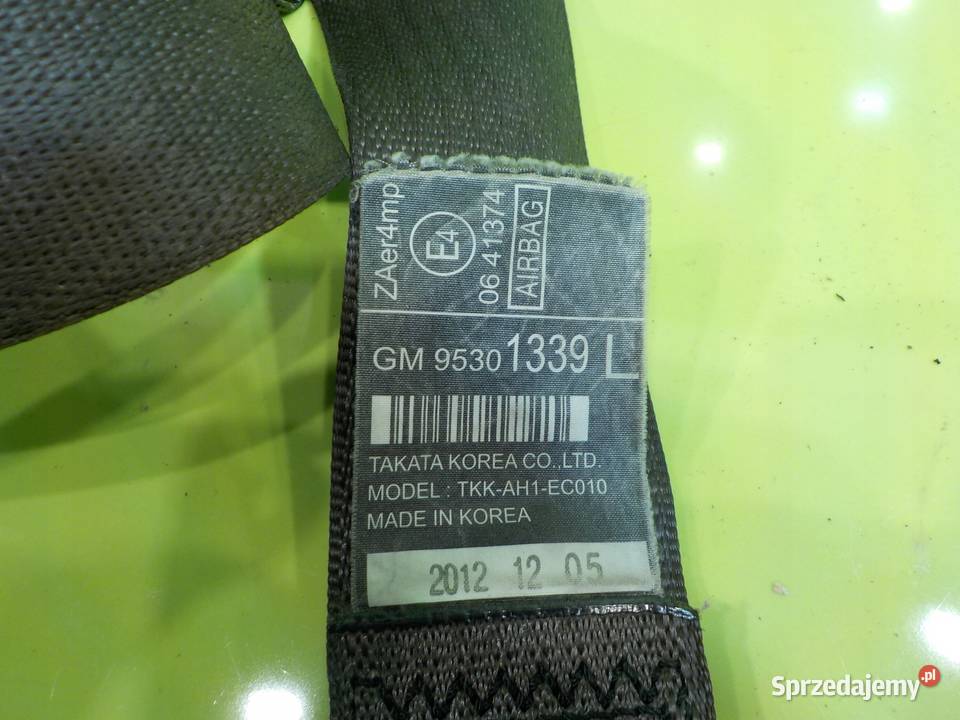 ZAer4mp
E4
06 41374
AIRBAG
GM 9530 1339 L
TAKATA KOREA CO.,LTD.
MODEL : TKK-AH1-EC010
MADE IN KOREA
2012 12 05
Sprzedajemy.pl